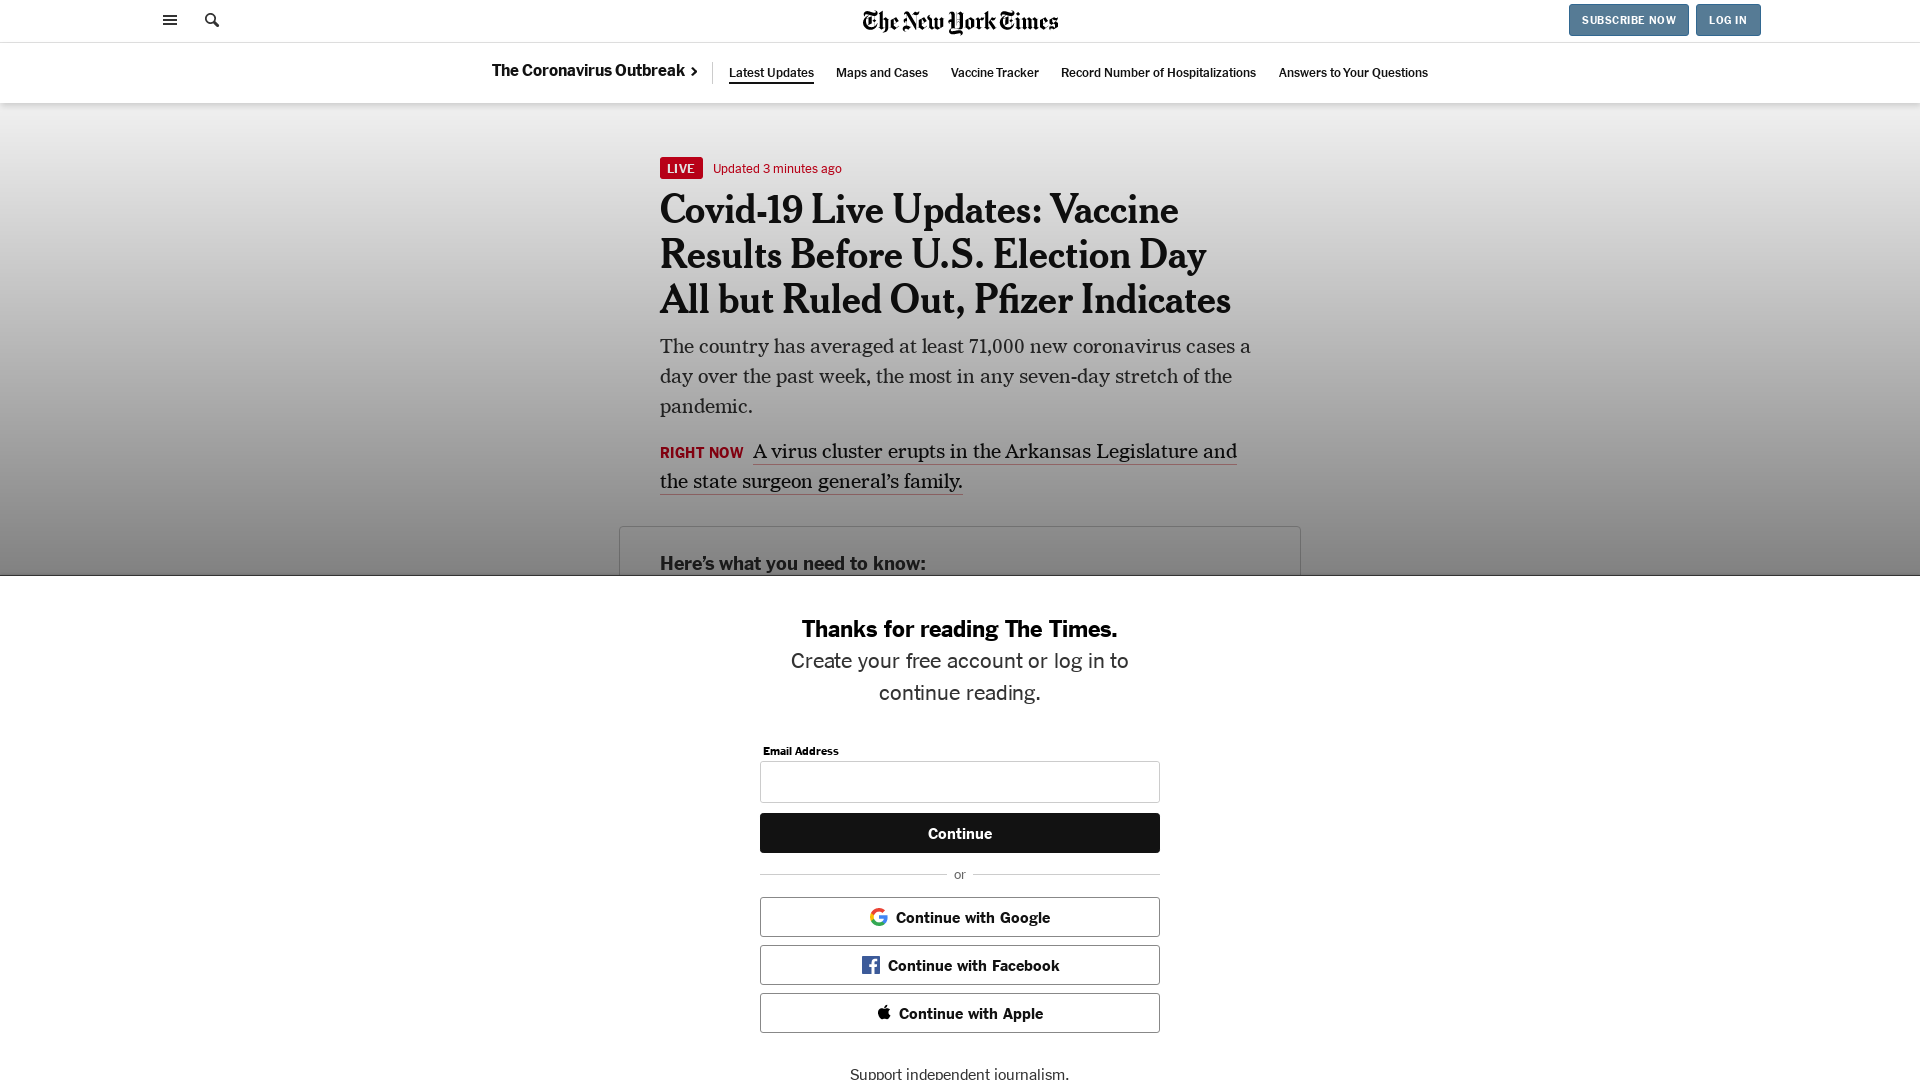 The New York Times
SUBSCRIBE NOW
LOG IN
The Coronavirus Outbreak
Latest Updates
Maps and Cases
Vaccine Tracker
Record Number of Hospitalizations
Answers to Your Questions
LIVE Updated 3 minutes ago
Covid-19 Live Updates: Vaccine
Results Before U.S. Election Day
All but Ruled Out, Pfizer Indicates
The country has averaged at least 71,000 new coronavirus cases a
day over the past week, the most in any seven-day stretch of the
pandemic.
RIGHT NOW A virus cluster erupts in the Arkansas Legislature and
the state surgeon general’s family.
Here’s what you need to know:
Thanks for reading The Times.
Create your free account or log in to
continue reading.
Email Address
Continue
or
Continue with Google
Continue with Facebook
Continue with Apple
Support independent journalism.